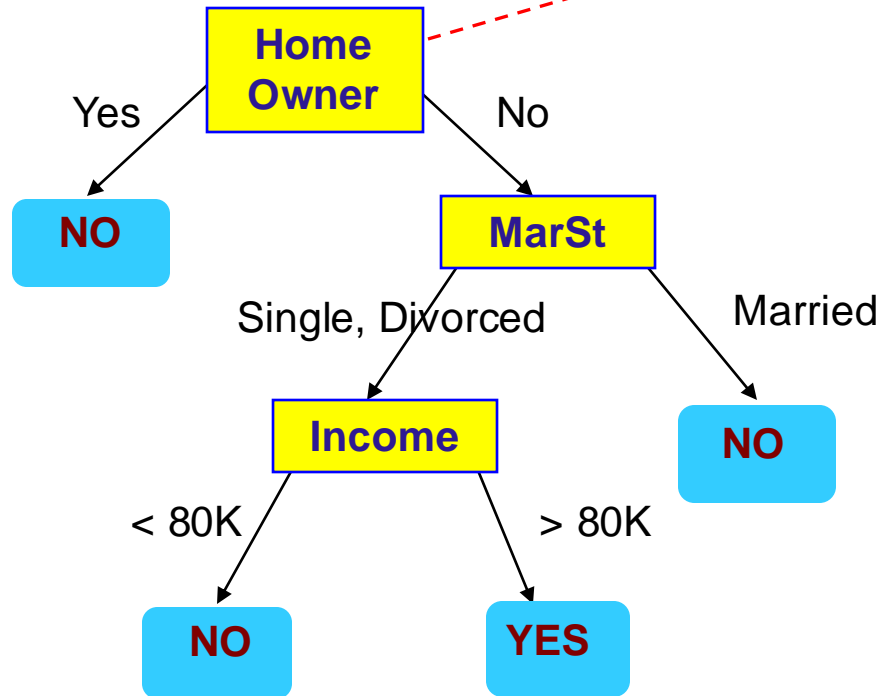 Home
Owner
Yes
No
NO
MarSt
Single, Divorced
Married
Income
NO
< 80K
> 80K
NO
YES